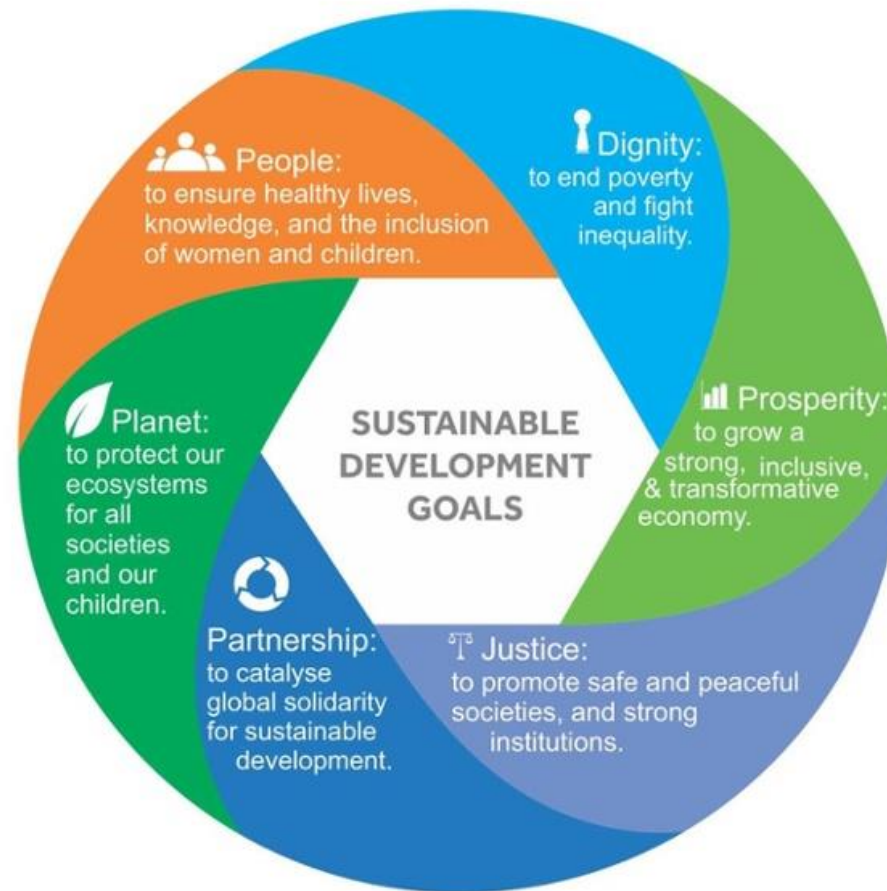 People:
to ensure healthy lives,
knowledge, and the inclusion
of women and children.
Dignity:
to end poverty
and fight
inequality.
Prosperity:
to grow a
strong, inclusive,
& transformative
economy.
Justice:
to promote safe and peaceful
societies, and strong
institutions.
Partnership:
to catalyse
global solidarity
for sustainable
development.
Planet:
to protect our
ecosystems
for all
societies
and our
children.
SUSTAINABLE
DEVELOPMENT
GOALS